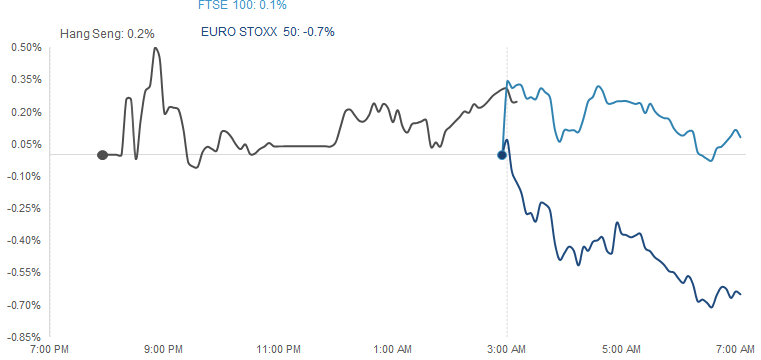 FTSE 100: 0.1%
Hang Seng: 0.2%
EURO STOXX 50: -0.7%
0.50%
0.35%
0.20%
0.05%
-0.10%
-0.25%
-0.40%
-0.55%
-0.70%
-0.85%
7:00 PM 9:00 PM 11:00 PM 1:00 AM 3:00 AM 5:00 AM 7:00 AM